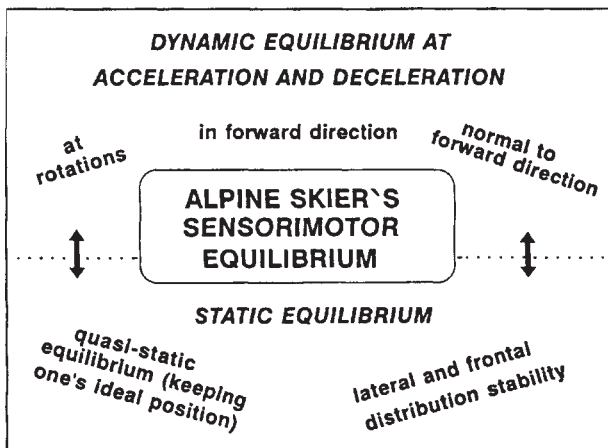 DYNAMIC EQUILIBRIUM AT
ACCELERATION AND DECELERATION
at
rotations
in forward direction
normal to
forward direction
ALPINE SKIER`S
SENSORIMOTOR
EQUILIBRIUM
STATIC EQUILIBRIUM
quasi-static
equilibrium (keeping
one's ideal position)
lateral and frontal
distribution stability